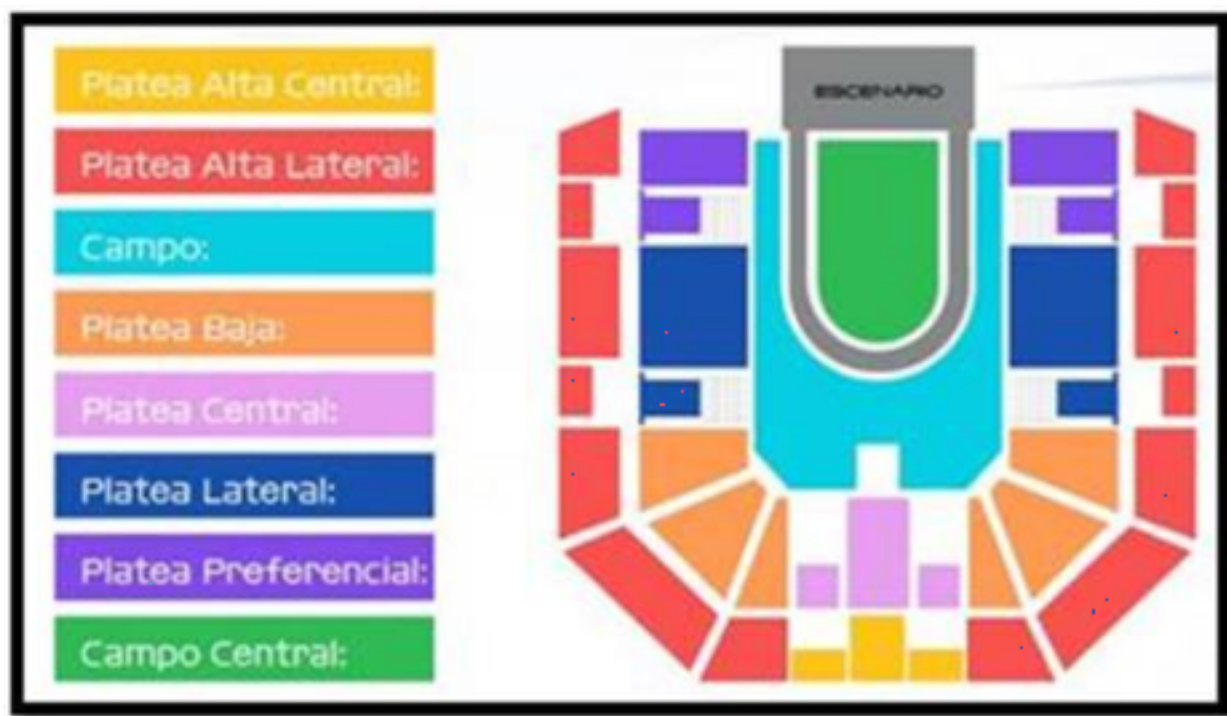 Platea Alta Central:
Platea Alta Lateral:
Campo:
Platea Baja:
Platea Central:
Platea Lateral:
Platea Preferencial:
Campo Central:
ESCENARIO